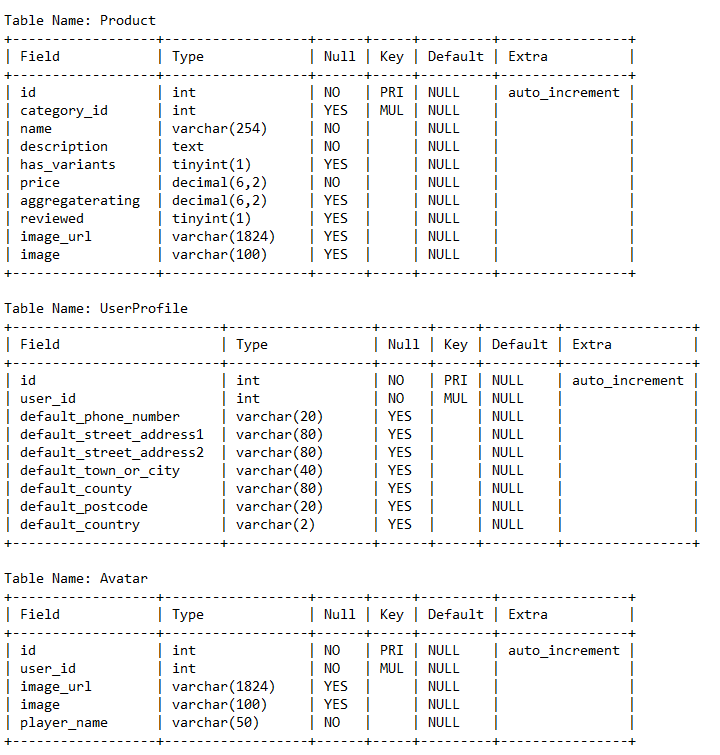 Table Name: Product
+------------------+------------------+------+-----+---------+----------------+
| Field            | Type             | Null | Key | Default | Extra          |
+------------------+------------------+------+-----+---------+----------------+
| id               | int              | NO   | PRI | NULL    | auto_increment |
| category_id      | int              | YES  | MUL | NULL    |                |
| name             | varchar(254)     | NO   |     | NULL    |                |
| description      | text             | NO   |     | NULL    |                |
| has_variants     | tinyint(1)       | YES  |     | NULL    |                |
| price            | decimal(6,2)     | NO   |     | NULL    |                |
| aggregaterating  | decimal(6,2)     | YES  |     | NULL    |                |
| reviewed         | tinyint(1)       | YES  |     | NULL    |                |
| image_url        | varchar(1824)    | YES  |     | NULL    |                |
| image            | varchar(100)     | YES  |     | NULL    |                |
+------------------+------------------+------+-----+---------+----------------+
Table Name: UserProfile
+--------------------------+------------------+------+-----+---------+----------------+
| Field                    | Type             | Null | Key | Default | Extra          |
+--------------------------+------------------+------+-----+---------+----------------+
| id                       | int              | NO   | PRI | NULL    | auto_increment |
| user_id                  | int              | NO   | MUL | NULL    |                |
| default_phone_number     | varchar(20)      | YES  |     | NULL    |                |
| default_street_address1  | varchar(80)      | YES  |     | NULL    |                |
| default_street_address2  | varchar(80)      | YES  |     | NULL    |                |
| default_town_or_city     | varchar(40)      | YES  |     | NULL    |                |
| default_county           | varchar(80)      | YES  |     | NULL    |                |
| default_postcode         | varchar(20)      | YES  |     | NULL    |                |
| default_country          | varchar(2)       | YES  |     | NULL    |                |
+--------------------------+------------------+------+-----+---------+----------------+
Table Name: Avatar
+------------------+------------------+------+-----+---------+----------------+
| Field            | Type             | Null | Key | Default | Extra          |
+------------------+------------------+------+-----+---------+----------------+
| id               | int              | NO   | PRI | NULL    | auto_increment |
| user_id          | int              | NO   | MUL | NULL    |                |
| image_url        | varchar(1824)    | YES  |     | NULL    |                |
| image            | varchar(100)     | YES  |     | NULL    |                |
| player_name      | varchar(50)      | NO   |     | NULL    |                |
+------------------+------------------+------+-----+---------+----------------+